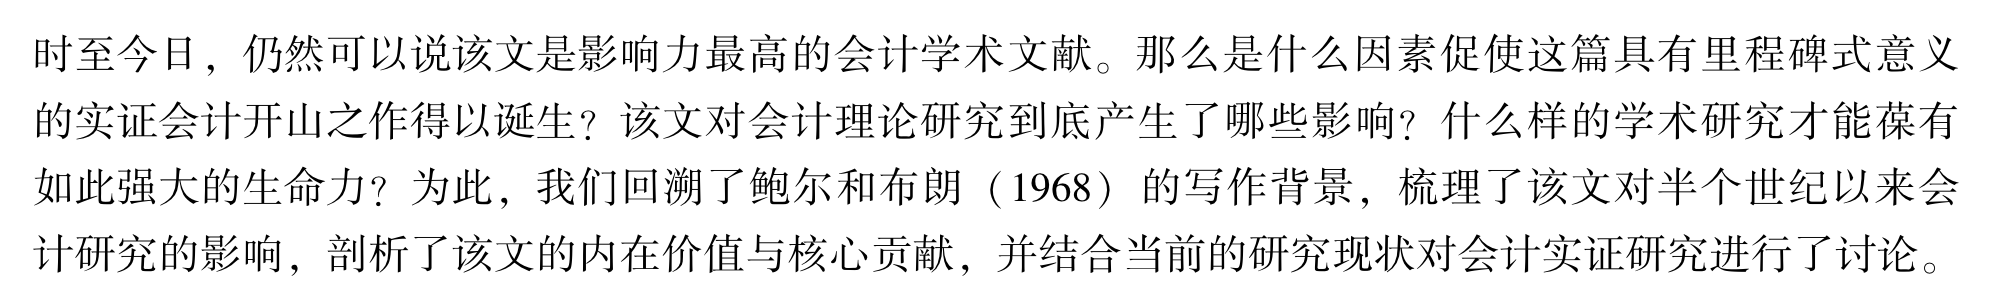 时至今日，仍然可以说该文是影响力最高的会计学术文献。那么是什么因素促使这篇具有里程碑式意义
的实证会计开山之作得以诞生？该文对会计理论研究到底产生了哪些影响？什么样的学术研究才能葆有
如此强大的生命力？为此，我们回溯了鲍尔和布朗（1968）的写作背景，梳理了该文对半个世纪以来会
计研究的影响，剖析了该文的内在价值与核心贡献，并结合当前的研究现状对会计实证研究进行了讨论。